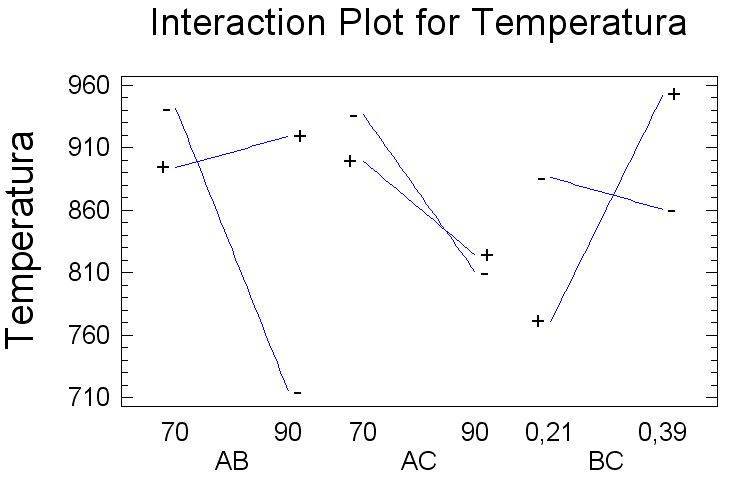 Interaction Plot for Temperatura
Temperatura
960
910
860
810
760
710
- + + -
- + + -
- + + -
70 90 70 90 0,21 0,39
AB AC BC